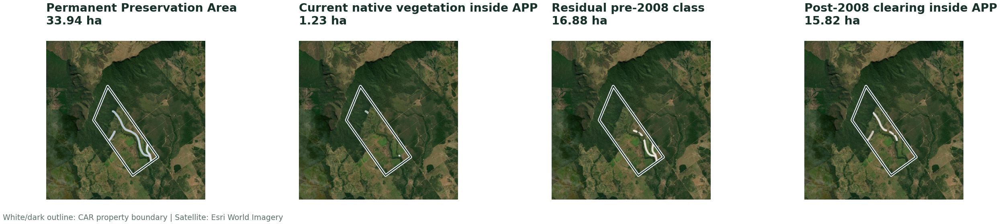 Permanent Preservation Area
33.94 ha
Current native vegetation inside APP
1.23 ha
Residual pre-2008 class
16.88 ha
Post-2008 clearing inside APP
15.82 ha
White/dark outline: CAR property boundary | Satellite: Esri World Imagery